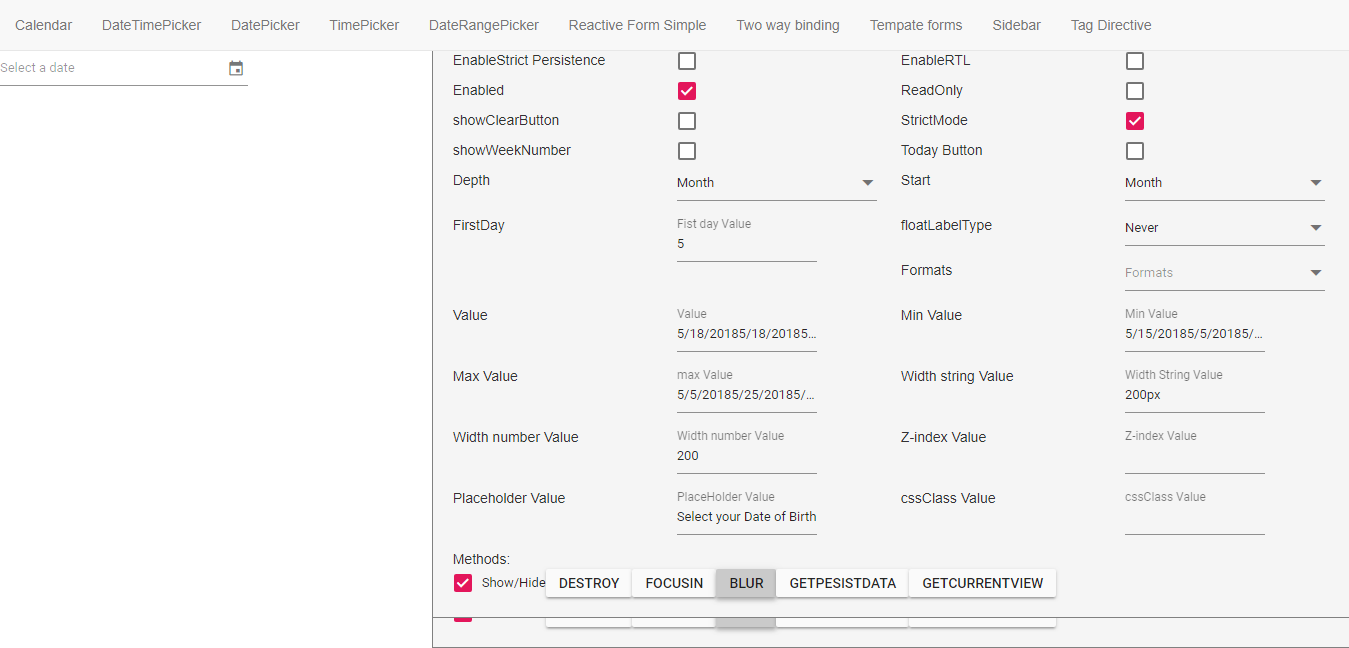 Calendar DateTimePicker DatePicker TimePicker DateRangePicker Reactive Form Simple Two way binding Tempate forms Sidebar Tag Directive
Select a date
EnableStrict Persistence EnableRTL
Enabled ReadOnly
showClearButton StrictMode
showWeekNumber Today Button
Depth Month Start Month
FirstDay Fist day Value floatLabelType Never
5
Formats Formats
Value Value Min Value Min Value
5/18/20185/18/20185... 5/15/20185/5/20185/...
Max Value max Value Width string Value Width String Value
5/5/20185/25/20185/... 200px
Width number Value Width number Value Z-index Value Z-index Value
200
Placeholder Value PlaceHolder Value cssClass Value cssClass Value
Select your Date of Birth
Methods:
Show/Hide DESTROY FOCUSIN BLUR GETPESISTDATA GETCURRENTVIEW